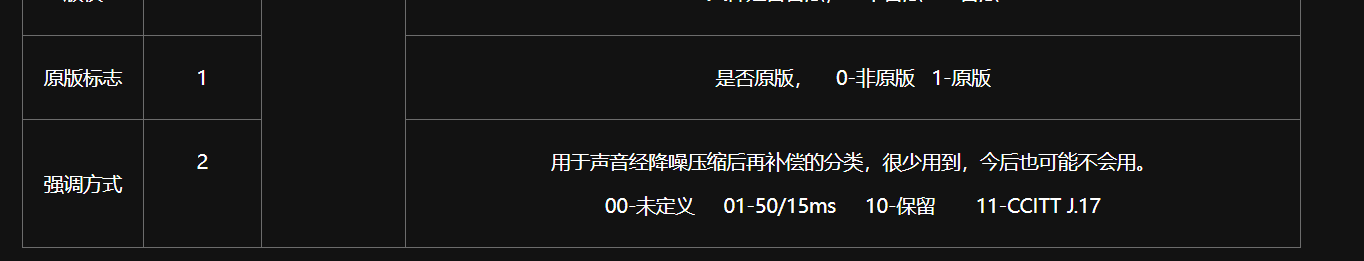 原版标志 1 是否原版， 0-非原版 1-原版
强调方式 2 用于声音经降噪压缩后再补偿的分类，很少用到，今后也可能不会用。
00-未定义 01-50/15ms 10-保留 11-CCITT J.17